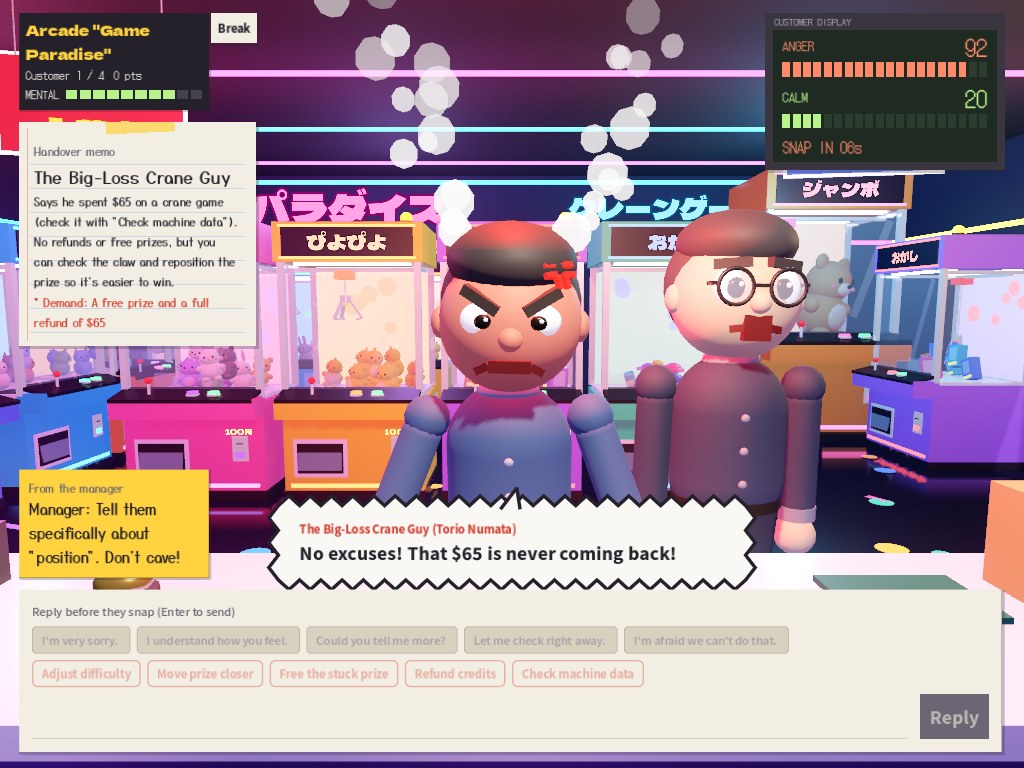 Arcade "Game
Paradise"
Customer 1 / 4 0 pts
MENTAL
Break
CUSTOMER DISPLAY
ANGER
92
CALM
20
SNAP IN 06s
Handover memo
The Big-Loss Crane Guy
Says he spent $65 on a crane game
(check it with "Check machine data").
No refunds or free prizes, but you
can check the claw and reposition the
prize so it's easier to win.
* Demand: A free prize and a full
refund of $65
パラダイス
クレーンゲー
ジャンボ
ぴよぴよ
おか
おかし
100円
From the manager
Manager: Tell them
specifically about
"position". Don't cave!
The Big-Loss Crane Guy (Torio Numata)
No excuses! That $65 is never coming back!
Reply before they snap (Enter to send)
I'm very sorry.
I understand how you feel.
Could you tell me more?
Let me check right away.
I'm afraid we can't do that.
Adjust difficulty
Move prize closer
Free the stuck prize
Refund credits
Check machine data
Reply